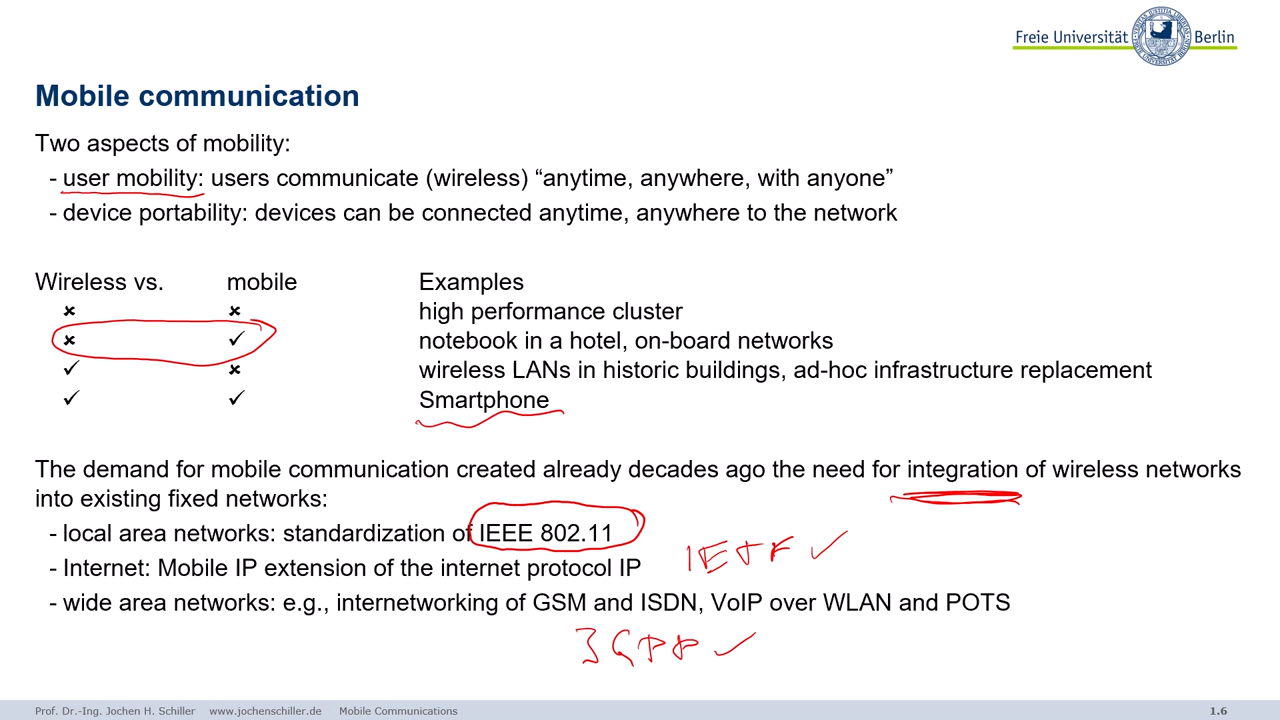 Freie Universität Berlin
Mobile communication
Two aspects of mobility:
- user mobility: users communicate (wireless) “anytime, anywhere, with anyone”
- device portability: devices can be connected anytime, anywhere to the network
Wireless vs. mobile Examples
× × high performance cluster
× ✓ notebook in a hotel, on-board networks
✓ × wireless LANs in historic buildings, ad-hoc infrastructure replacement
✓ ✓ Smartphone
The demand for mobile communication created already decades ago the need for integration of wireless networks
into existing fixed networks:
- local area networks: standardization of IEEE 802.11
IETF ✓
- Internet: Mobile IP extension of the internet protocol IP
- wide area networks: e.g., internetworking of GSM and ISDN, VoIP over WLAN and POTS
3GPP ✓
Prof. Dr.-Ing. Jochen H. Schiller www.jochenschiller.de Mobile Communications 1.6